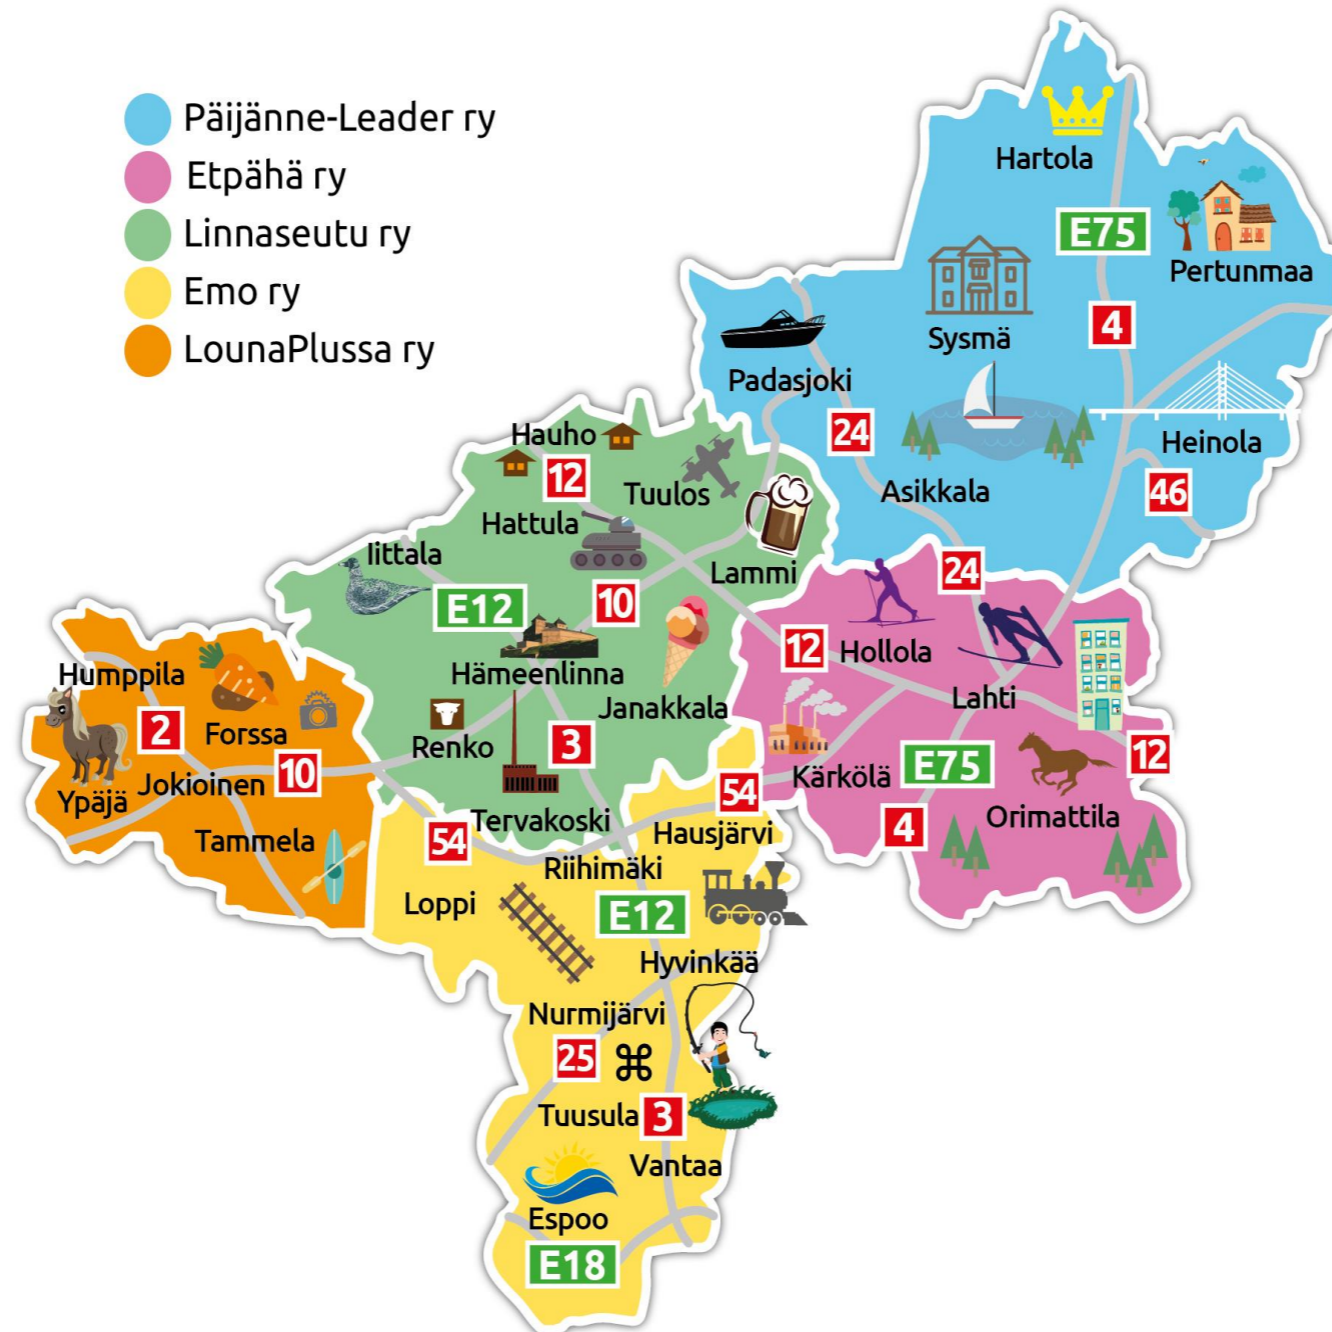 Päijänne-Leader ry
Etpähä ry
Linnaseutu ry
Emo ry
LounaPlussa ry
Hartola
E75
Pertunmaa
4
Sysmä
Padasjoki
24
Heinola
46
Asikkala
Hauho
12
Tuulos
Hattula
Iittala
Lammi
E12
10
Hämeenlinna
Janakkala
Renko
3
Tervakoski
24
12
Hollola
Lahti
12
Kärkölä
E75
4
Orimattila
Humppila
2
Forssa
Jokioinen
10
Ypäjä
Tammela
54
54
Hausjärvi
Riihimäki
Loppi
E12
Hyvinkää
Nurmijärvi
25
⌘
Tuusula
3
Vantaa
Espoo
E18